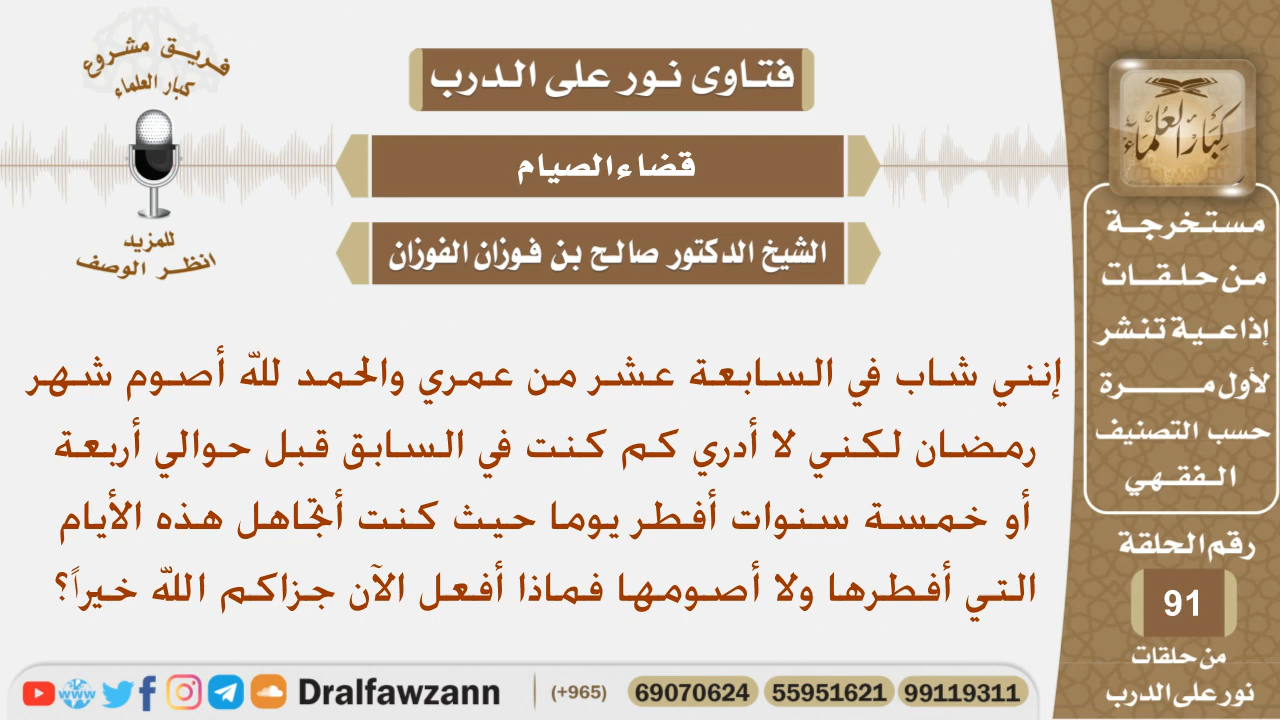 فريق مشروع
كبار العلماء
للمزيد
انظر الوصف
فتاوى نور على الدرب
قضاء الصيام
الشيخ الدكتور صالح بن فوزان الفوزان
إنني شاب في السابعة عشر من عمري والحمد لله أصوم شهر
رمضان لكني لا أدري كم كنت في السابق قبل حوالي أربعة
أو خمسة سنوات أفطر يوما حيث كنت أتجاهل هذه الأيام
التي أفطرها ولا أصومها فماذا أفعل الآن جزاكم الله خيراً؟
كبار العلماء
مستخرجة
من حلقات
إذاعية تنشر
لأول مرة
حسب التصنيف
الفقهي
رقم الحلقة
91
من حلقات
نور على الدرب
Dralfawzann
(+965)
69070624
55951621
99119311